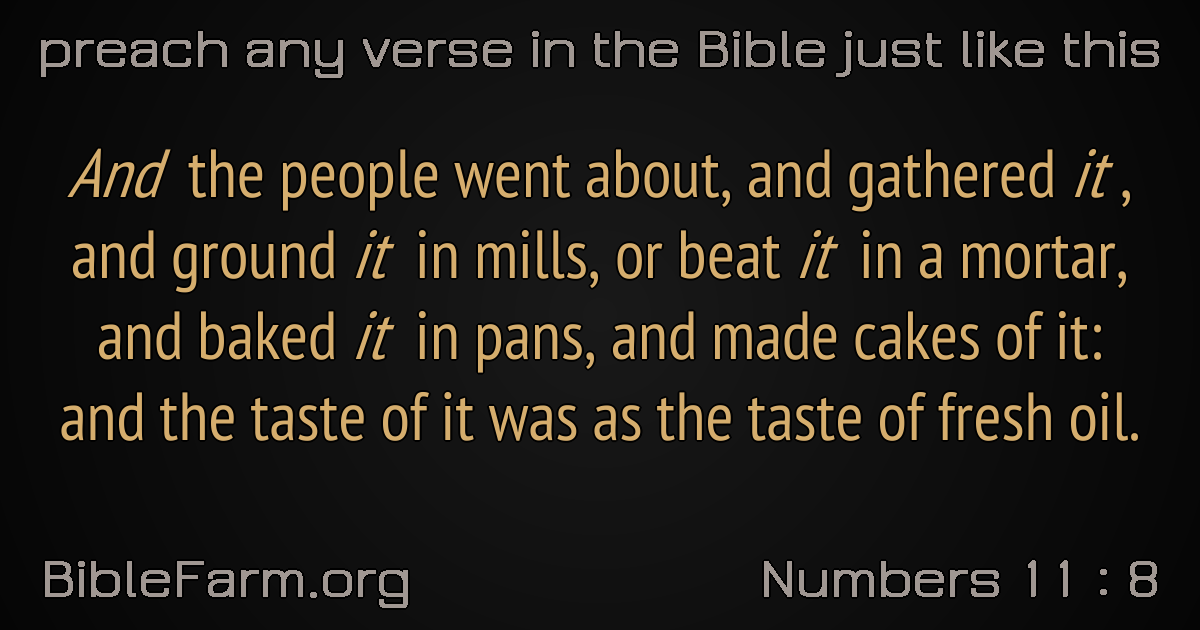 preach any verse in the Bible just like this
And the people went about, and gathered it ,
and ground it in mills, or beat it in a mortar,
and baked it in pans, and made cakes of it:
and the taste of it was as the taste of fresh oil.
BibleFarm.org
Numbers 11 : 8